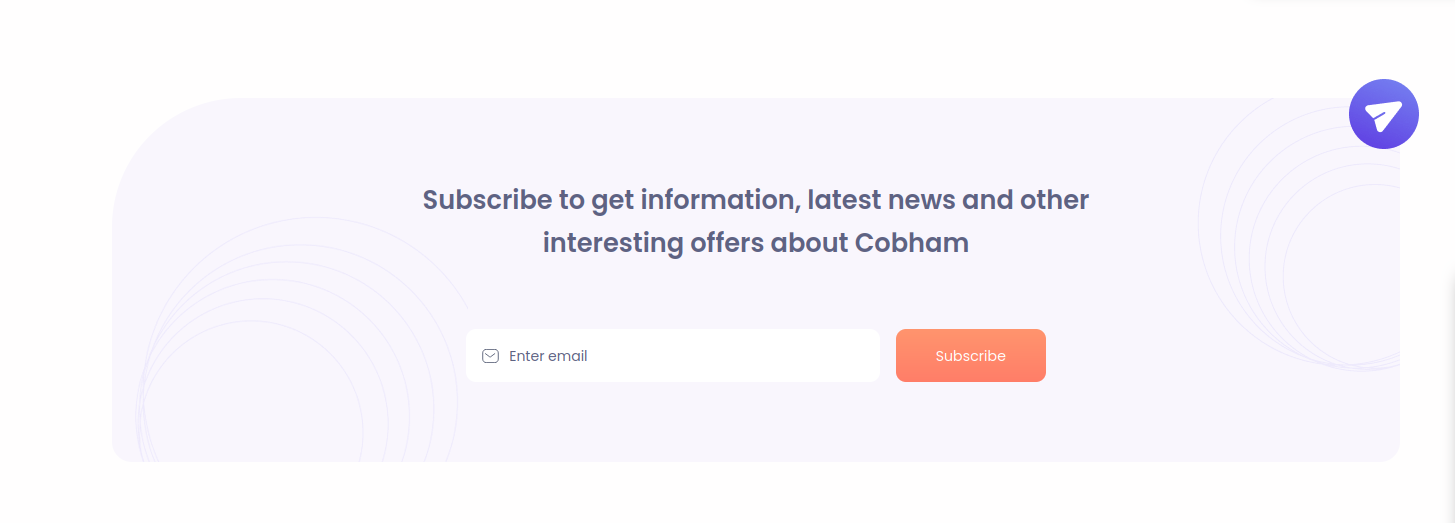 Subscribe to get information, latest news and other
interesting offers about Cobham
Enter email
Subscribe